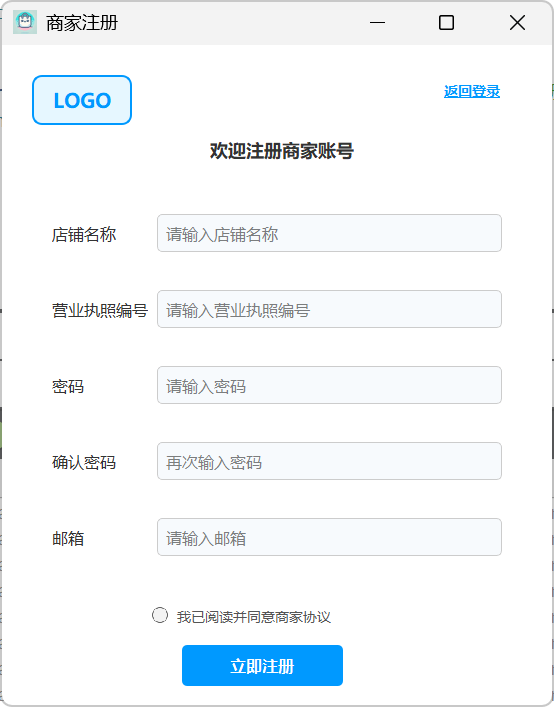 商家注册
LOGO
返回登录
欢迎注册商家账号
店铺名称 请输入店铺名称
营业执照编号 请输入营业执照编号
密码 请输入密码
确认密码 再次输入密码
邮箱 请输入邮箱
我已阅读并同意商家协议
立即注册